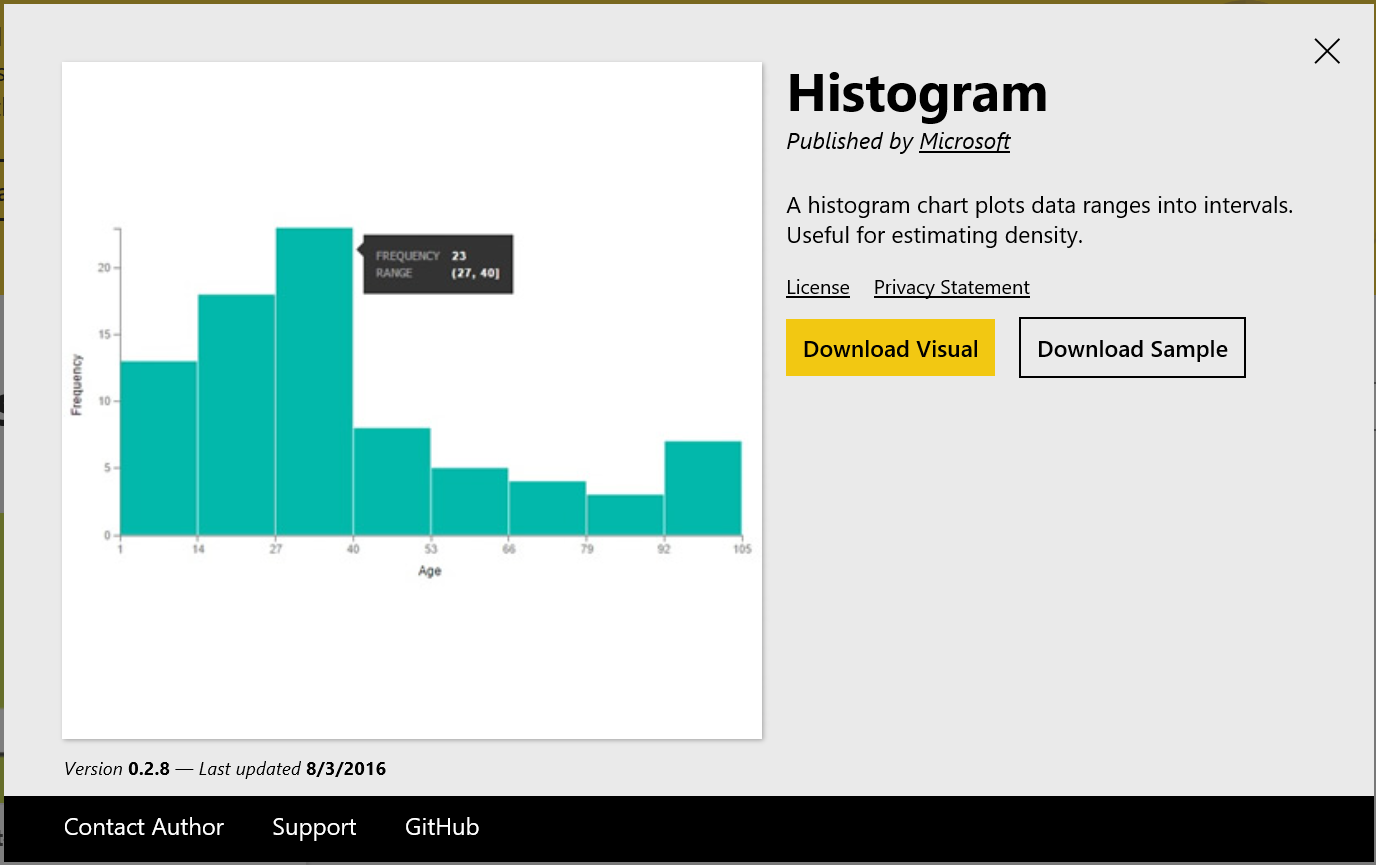 Histogram
Published by Microsoft
A histogram chart plots data ranges into intervals.
Useful for estimating density.
License Privacy Statement
Download Visual Download Sample
FREQUENCY 23
RANGE (27, 40]
20
15
10
5
0
Frequency
1 14 27 40 53 66 79 92 105
Age
Version 0.2.8 — Last updated 8/3/2016
Contact Author Support GitHub